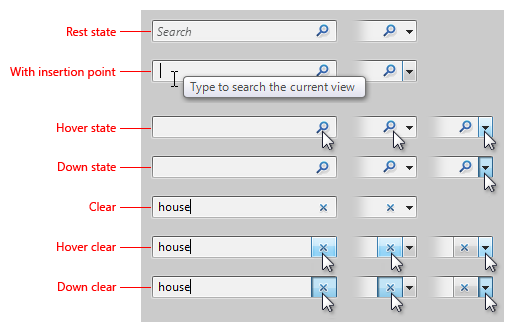 Rest state
Search
With insertion point
Type to search the current view
Hover state
Down state
Clear
house
Hover clear
house
Down clear
house